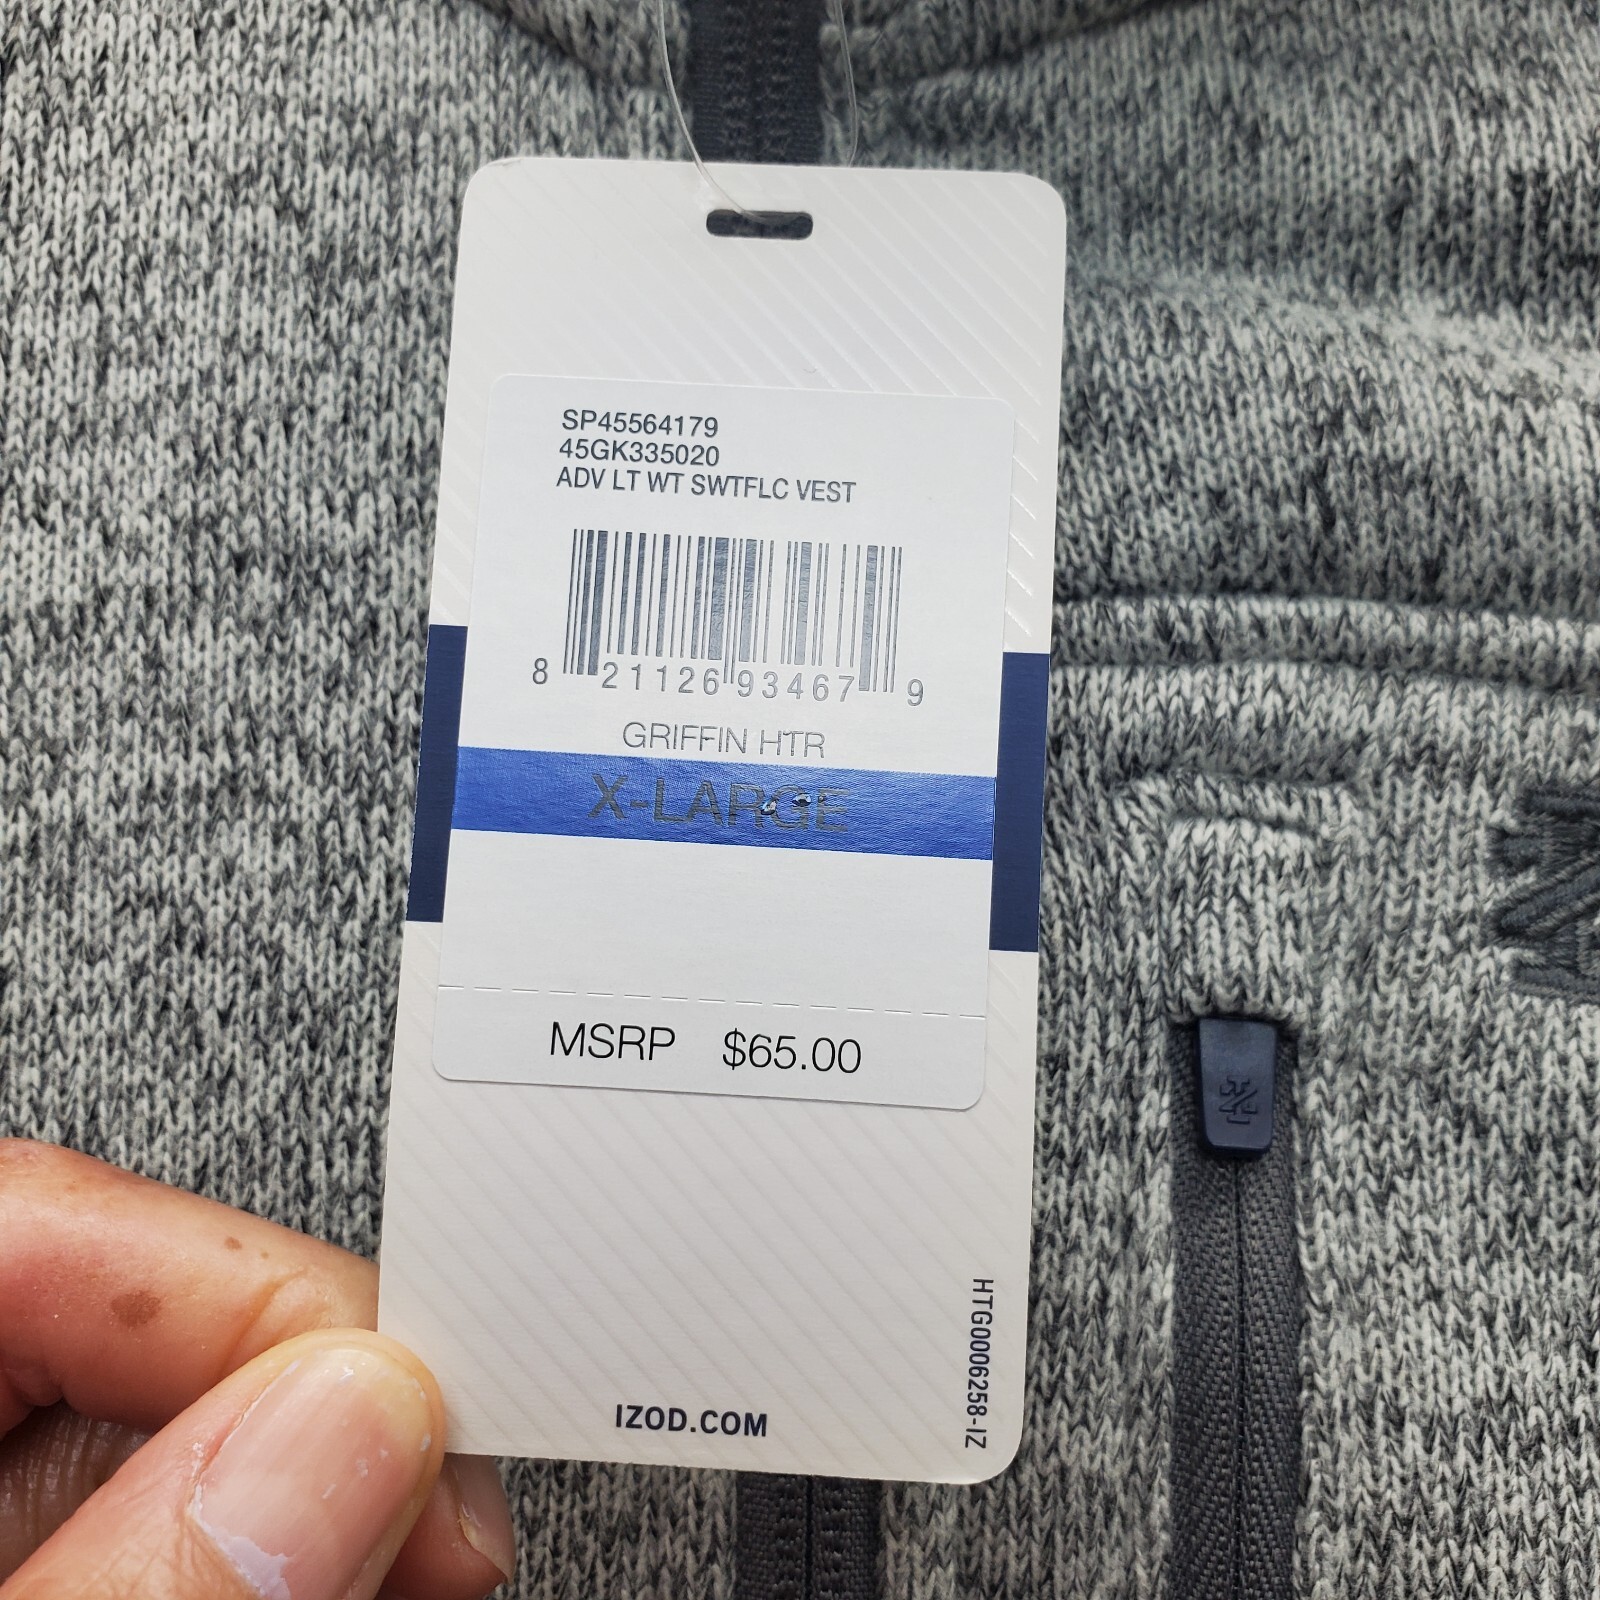 SP45564179
45GK335020
ADV LT WT SWTFLC VEST
8 21126 93467 9
GRIFFIN HTR
X-LARGE
MSRP $65.00
IZOD.COM
HTG0006258-IZ